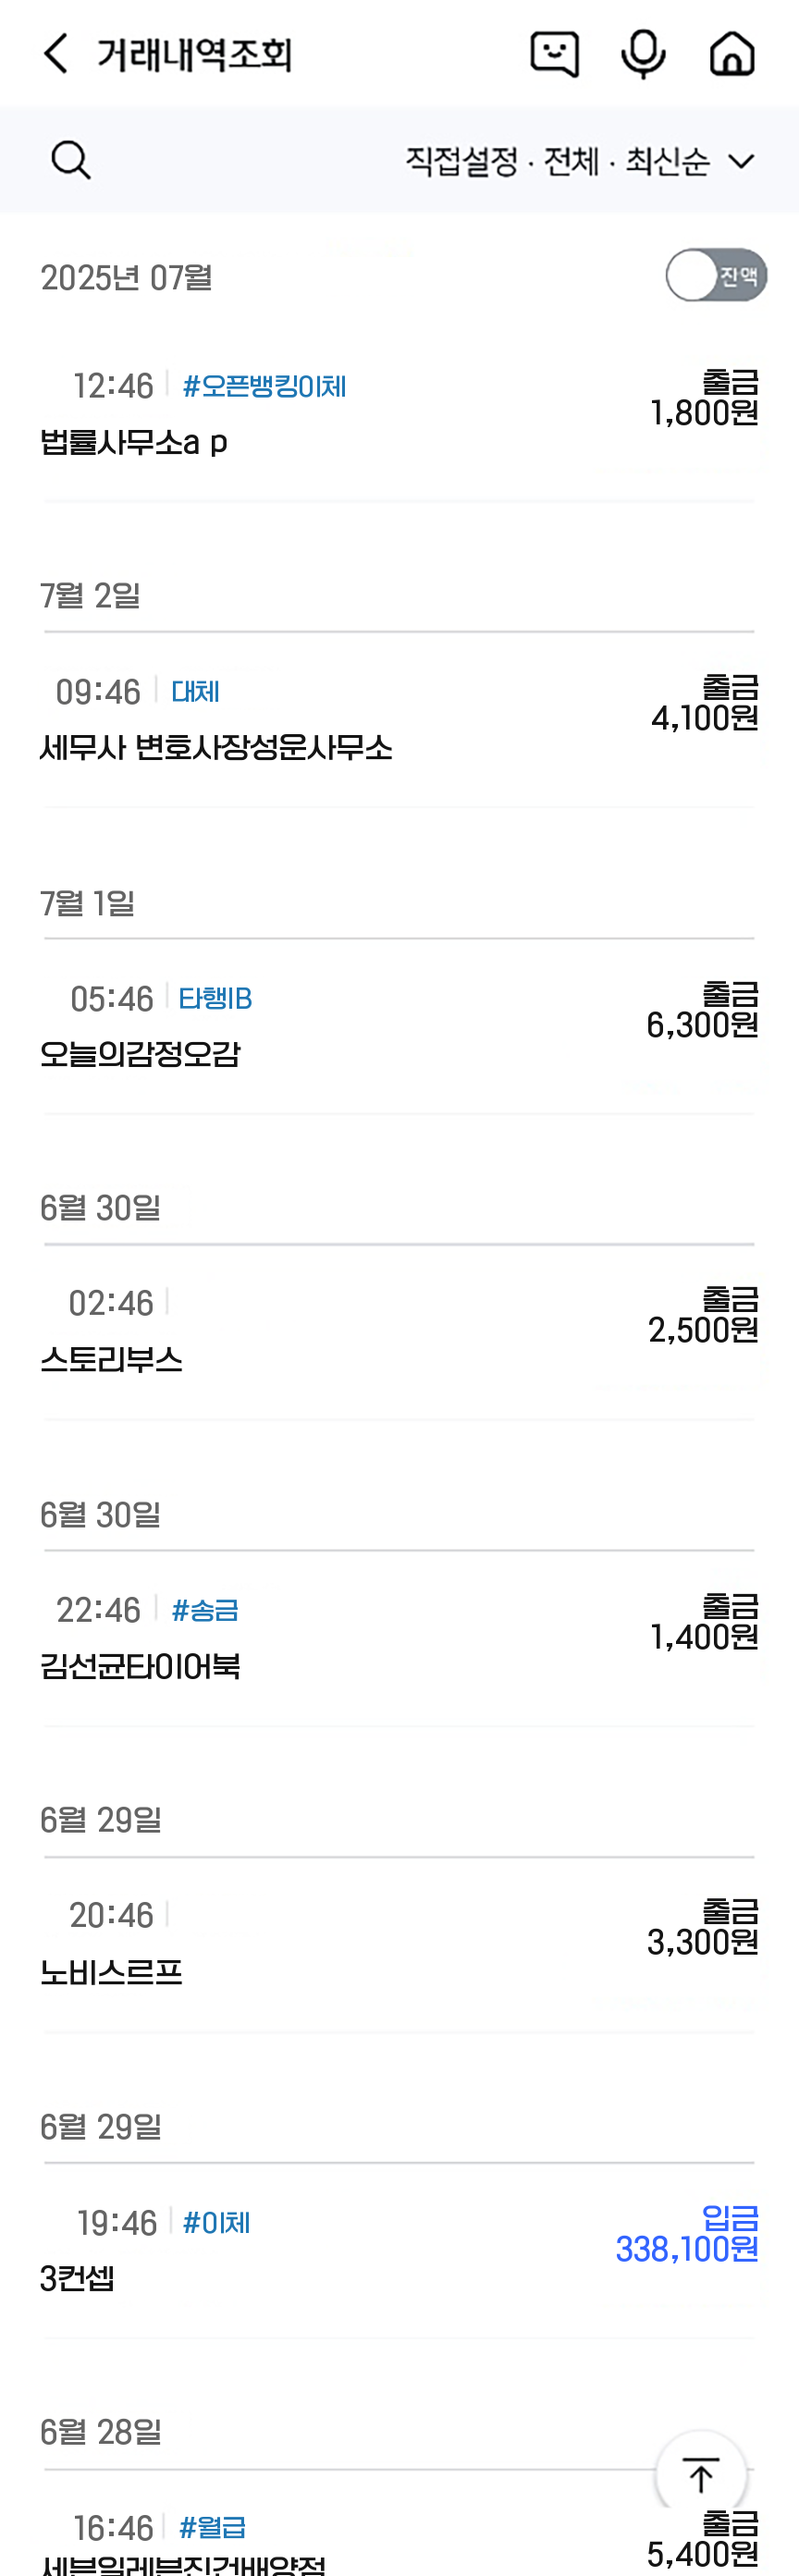 거래내역조회
직접설정 · 전체 · 최신순
2025년 07월
잔액
12:46 #오픈뱅킹이체
출금
1,800원
법률사무소a p
7월 2일
09:46 대체
출금
4,100원
세무사 변호사장성운사무소
7월 1일
05:46 타행IB
출금
6,300원
오늘의감정오감
6월 30일
02:46
출금
2,500원
스토리부스
6월 30일
22:46 #송금
출금
1,400원
김선균타이어북
6월 29일
20:46
출금
3,300원
노비스르프
6월 29일
19:46 #이체
입금
338,100원
3컨셉
6월 28일
16:46 #월급
출금
5,400원
세븐일레븐진건배양점